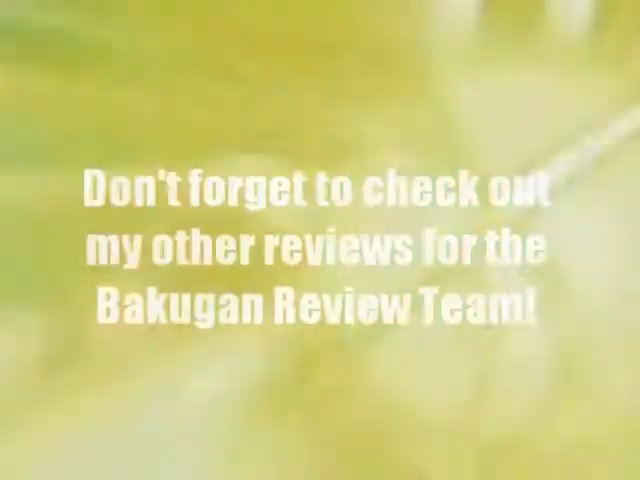 Don't forget to check out
my other reviews for the
Bakugan Review Team!